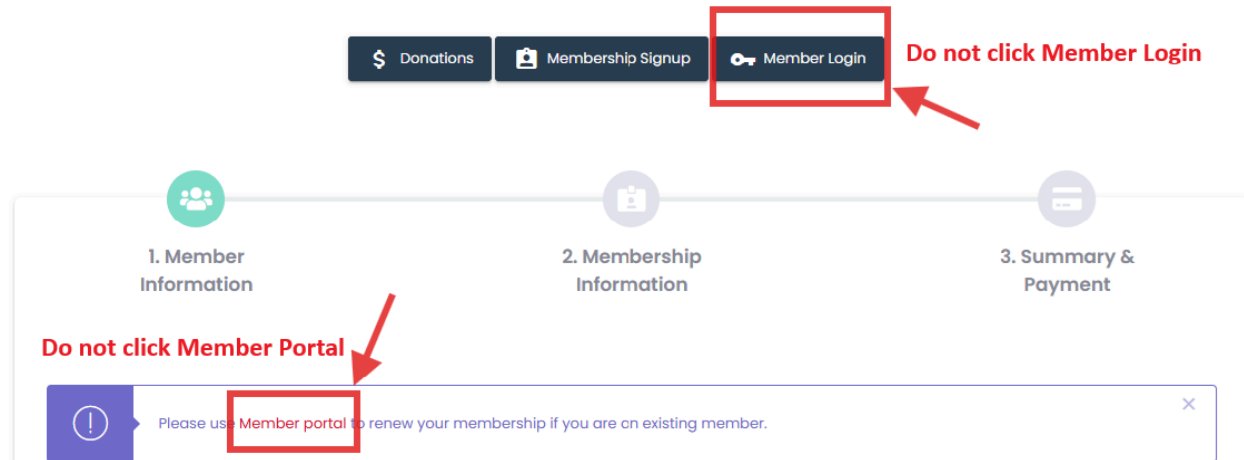 Donations
Membership Signup
Member Login
Do not click Member Login
1. Member
Information
2. Membership
Information
3. Summary &
Payment
Do not click Member Portal
Please use Member portal to renew your membership if you are an existing member.